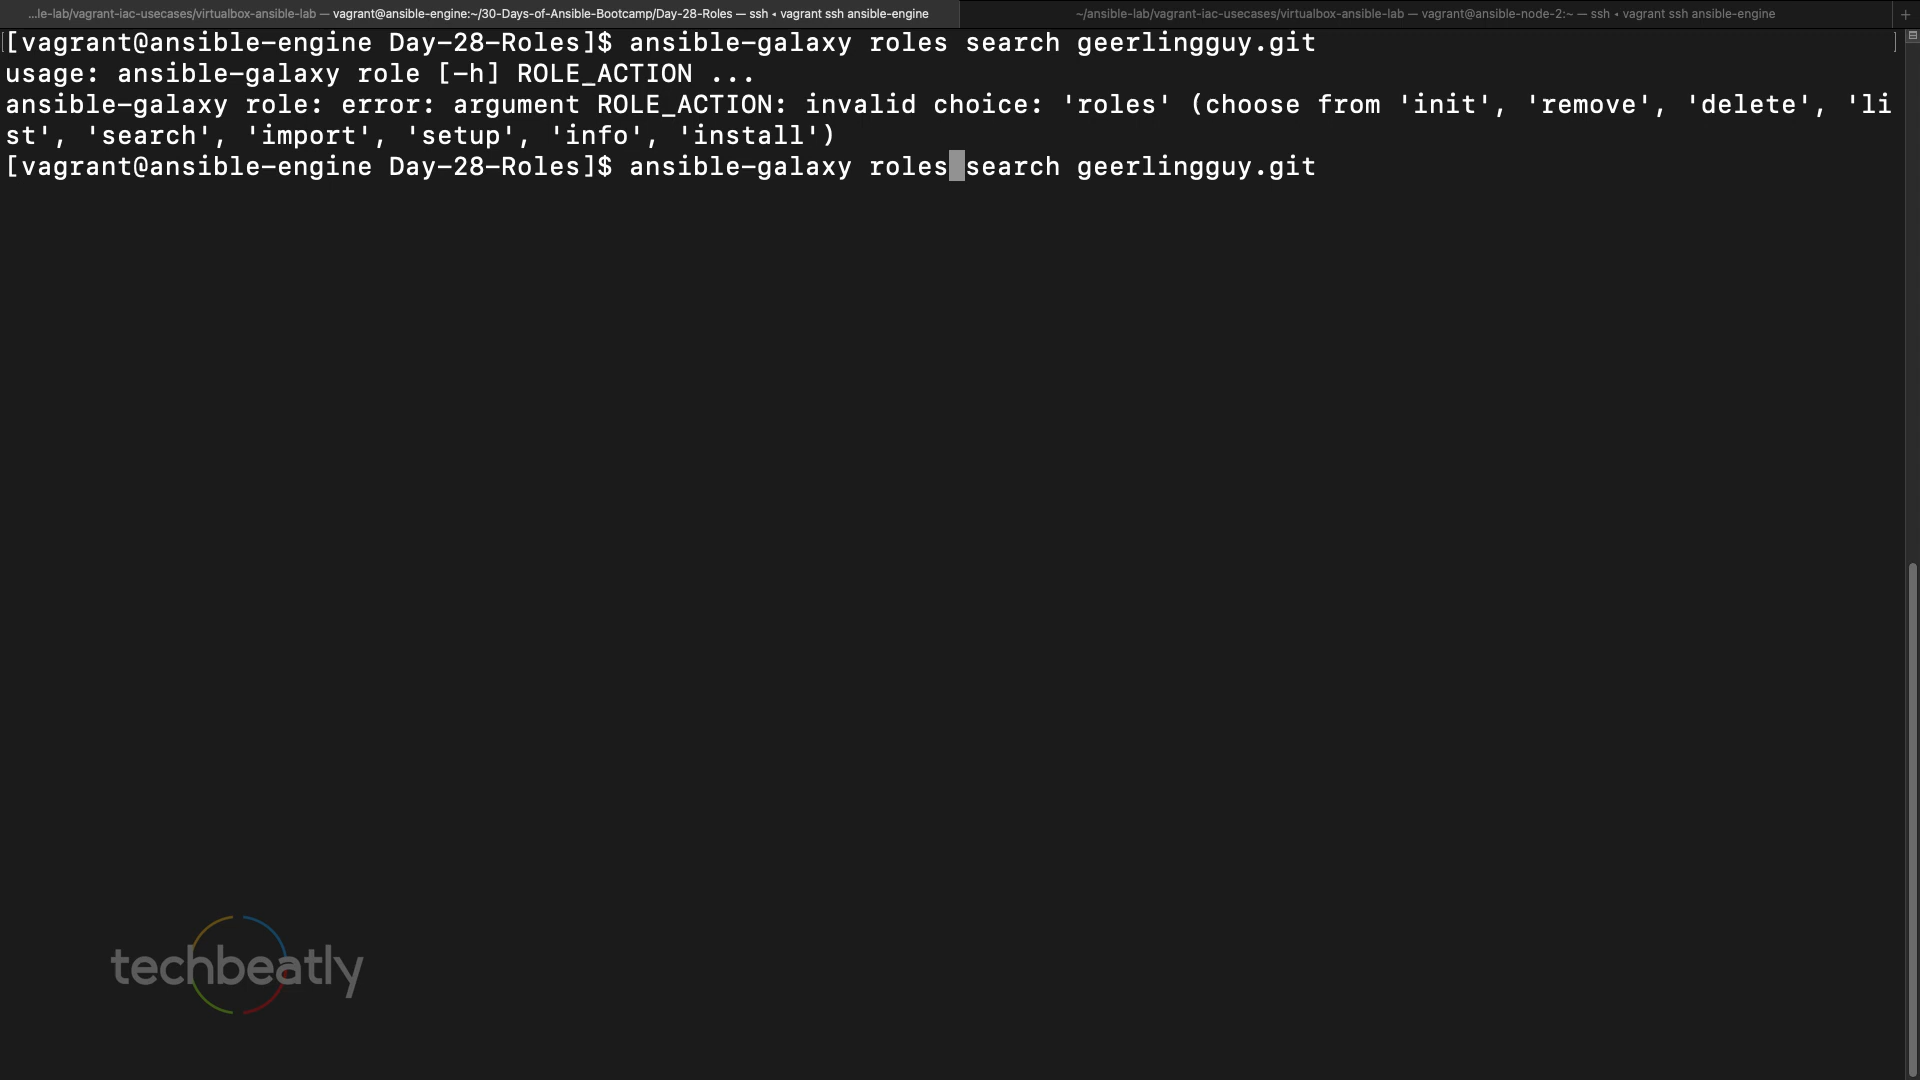 ...le-lab/vagrant-iac-usecases/virtualbox-ansible-lab — vagrant@ansible-engine:~/30-Days-of-Ansible-Bootcamp/Day-28-Roles — ssh ◂ vagrant ssh ansible-engine
~/ansible-lab/vagrant-iac-usecases/virtualbox-ansible-lab — vagrant@ansible-node-2:~ — ssh ◂ vagrant ssh ansible-engine
[vagrant@ansible-engine Day-28-Roles]$ ansible-galaxy roles search geerlingguy.git
usage: ansible-galaxy role [-h] ROLE_ACTION ...
ansible-galaxy role: error: argument ROLE_ACTION: invalid choice: 'roles' (choose from 'init', 'remove', 'delete', 'li
st', 'search', 'import', 'setup', 'info', 'install')
[vagrant@ansible-engine Day-28-Roles]$ ansible-galaxy roles search geerlingguy.git
techbeatly